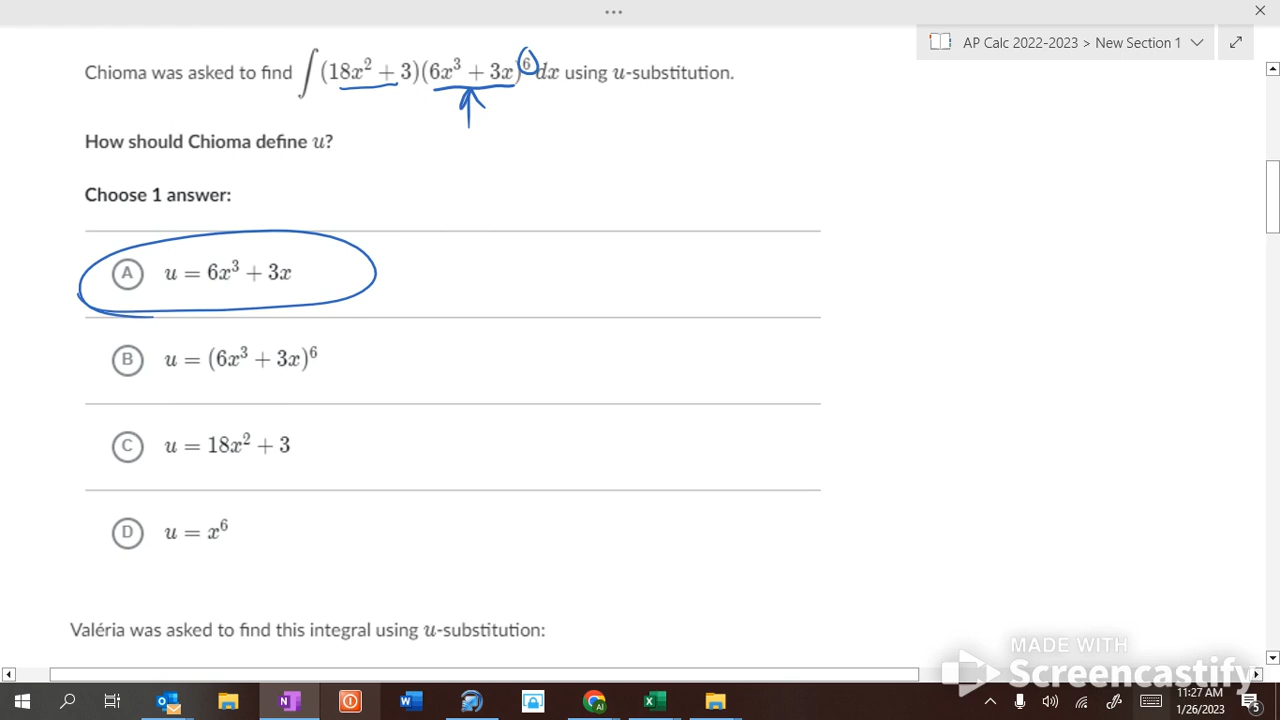 AP Calc 2022-2023 > New Section 1
Chioma was asked to find ∫(18x² + 3)(6x³ + 3x)⁶dx using u-substitution.
How should Chioma define u?
Choose 1 answer:
A u = 6x³ + 3x
B u = (6x³ + 3x)⁶
C u = 18x² + 3
D u = x⁶
Valéria was asked to find this integral using u-substitution:
MADE WITH
Screencastify
11:27 AM
1/26/2023
5